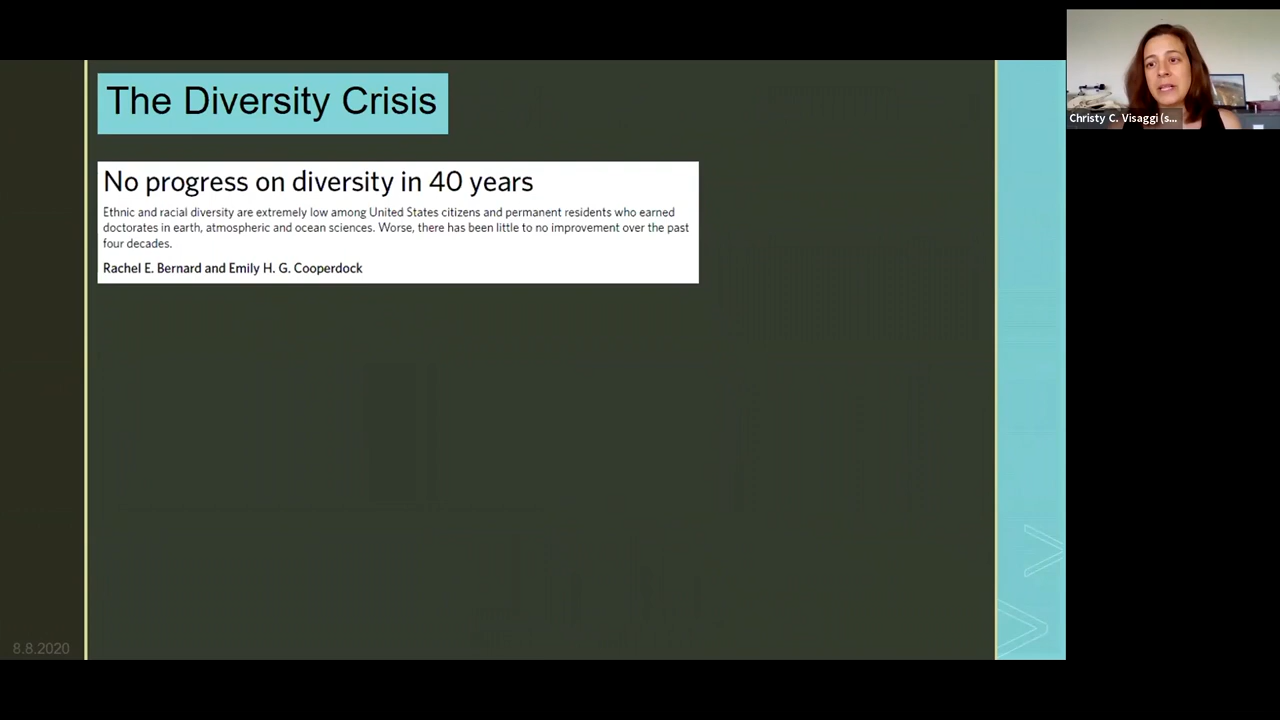 The Diversity Crisis
No progress on diversity in 40 years
Ethnic and racial diversity are extremely low among United States citizens and permanent residents who earned
doctorates in earth, atmospheric and ocean sciences. Worse, there has been little to no improvement over the past
four decades.
Rachel E. Bernard and Emily H. G. Cooperdock
Christy C. Visaggi (s...
8.8.2020